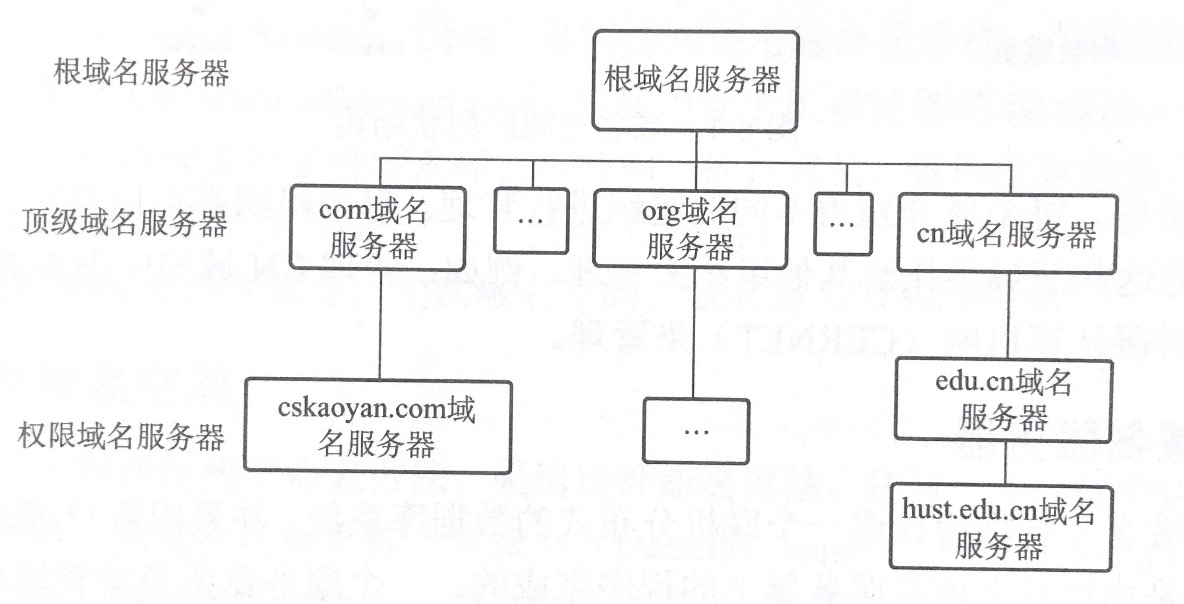 根域名服务器
根域名服务器
顶级域名服务器
com域名
服务器
...
org域名
服务器
...
cn域名服务器
权限域名服务器
cskaoyan.com域
名服务器
...
edu.cn域名
服务器
hust.edu.cn域名
服务器